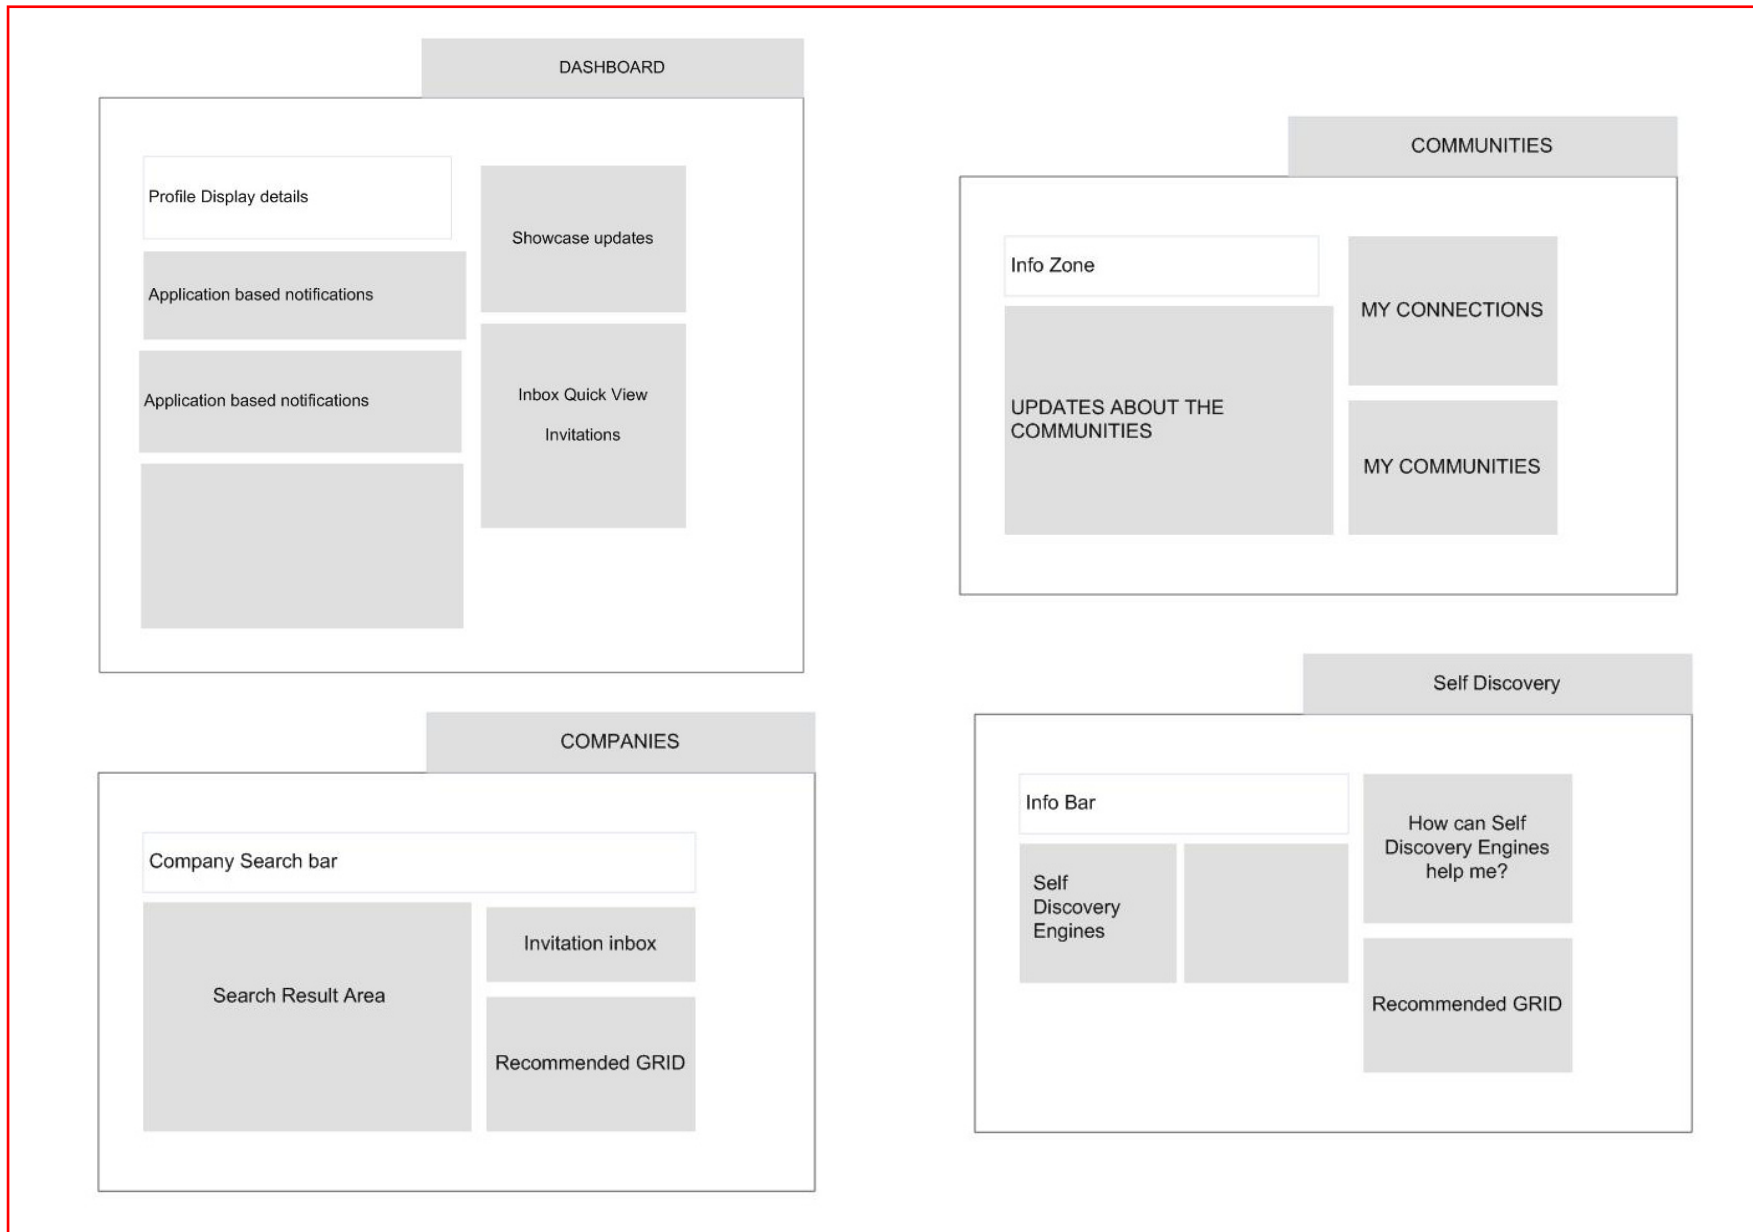 DASHBOARD
Profile Display details
Application based notifications
Application based notifications
Showcase updates
Inbox Quick View
Invitations
COMMUNITIES
Info Zone
UPDATES ABOUT THE
COMMUNITIES
MY CONNECTIONS
MY COMMUNITIES
COMPANIES
Company Search bar
Search Result Area
Invitation inbox
Recommended GRID
Self Discovery
Info Bar
Self
Discovery
Engines
How can Self
Discovery Engines
help me?
Recommended GRID